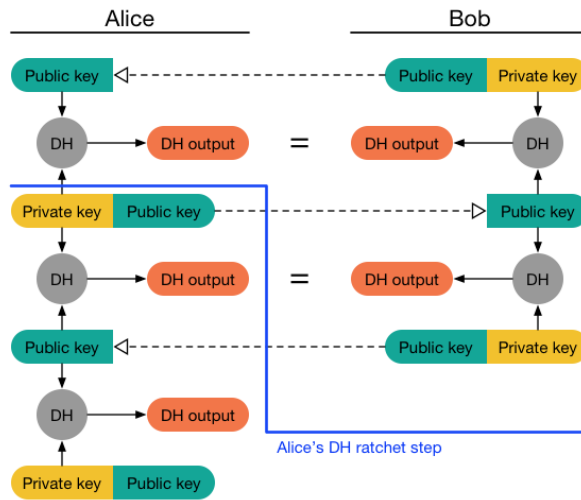 Alice
Bob
Public key
Public key Private key
DH
DH output
=
DH output
DH
Private key Public key
Public key
DH
DH output
=
DH output
DH
Public key
Public key Private key
DH
DH output
Alice's DH ratchet step
Private key Public key